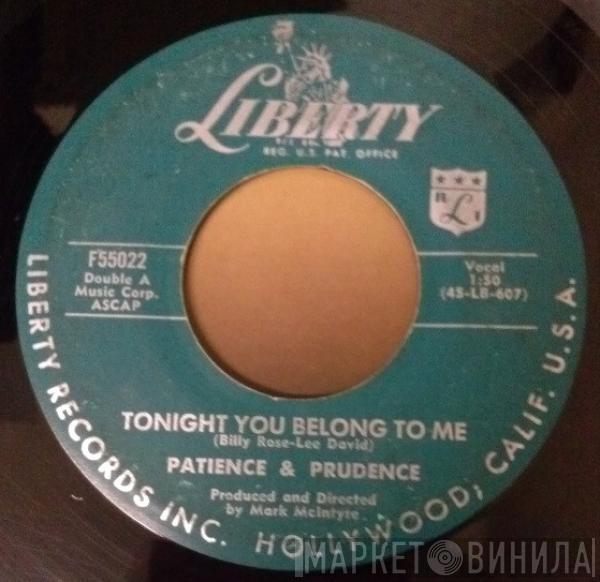 LIBERTY
REG. U.S. PAT. OFFICE
R L I
F55022
Double A
Music Corp.
ASCAP
Vocal
1:50
(45-LB-607)
TONIGHT YOU BELONG TO ME
(Billy Rose-Lee David)
PATIENCE & PRUDENCE
Produced and Directed
by Mark McIntyre
LIBERTY RECORDS INC. HOLLYWOOD, CALIF. U.S.A.
МАРКЕТ ВИНИЛА